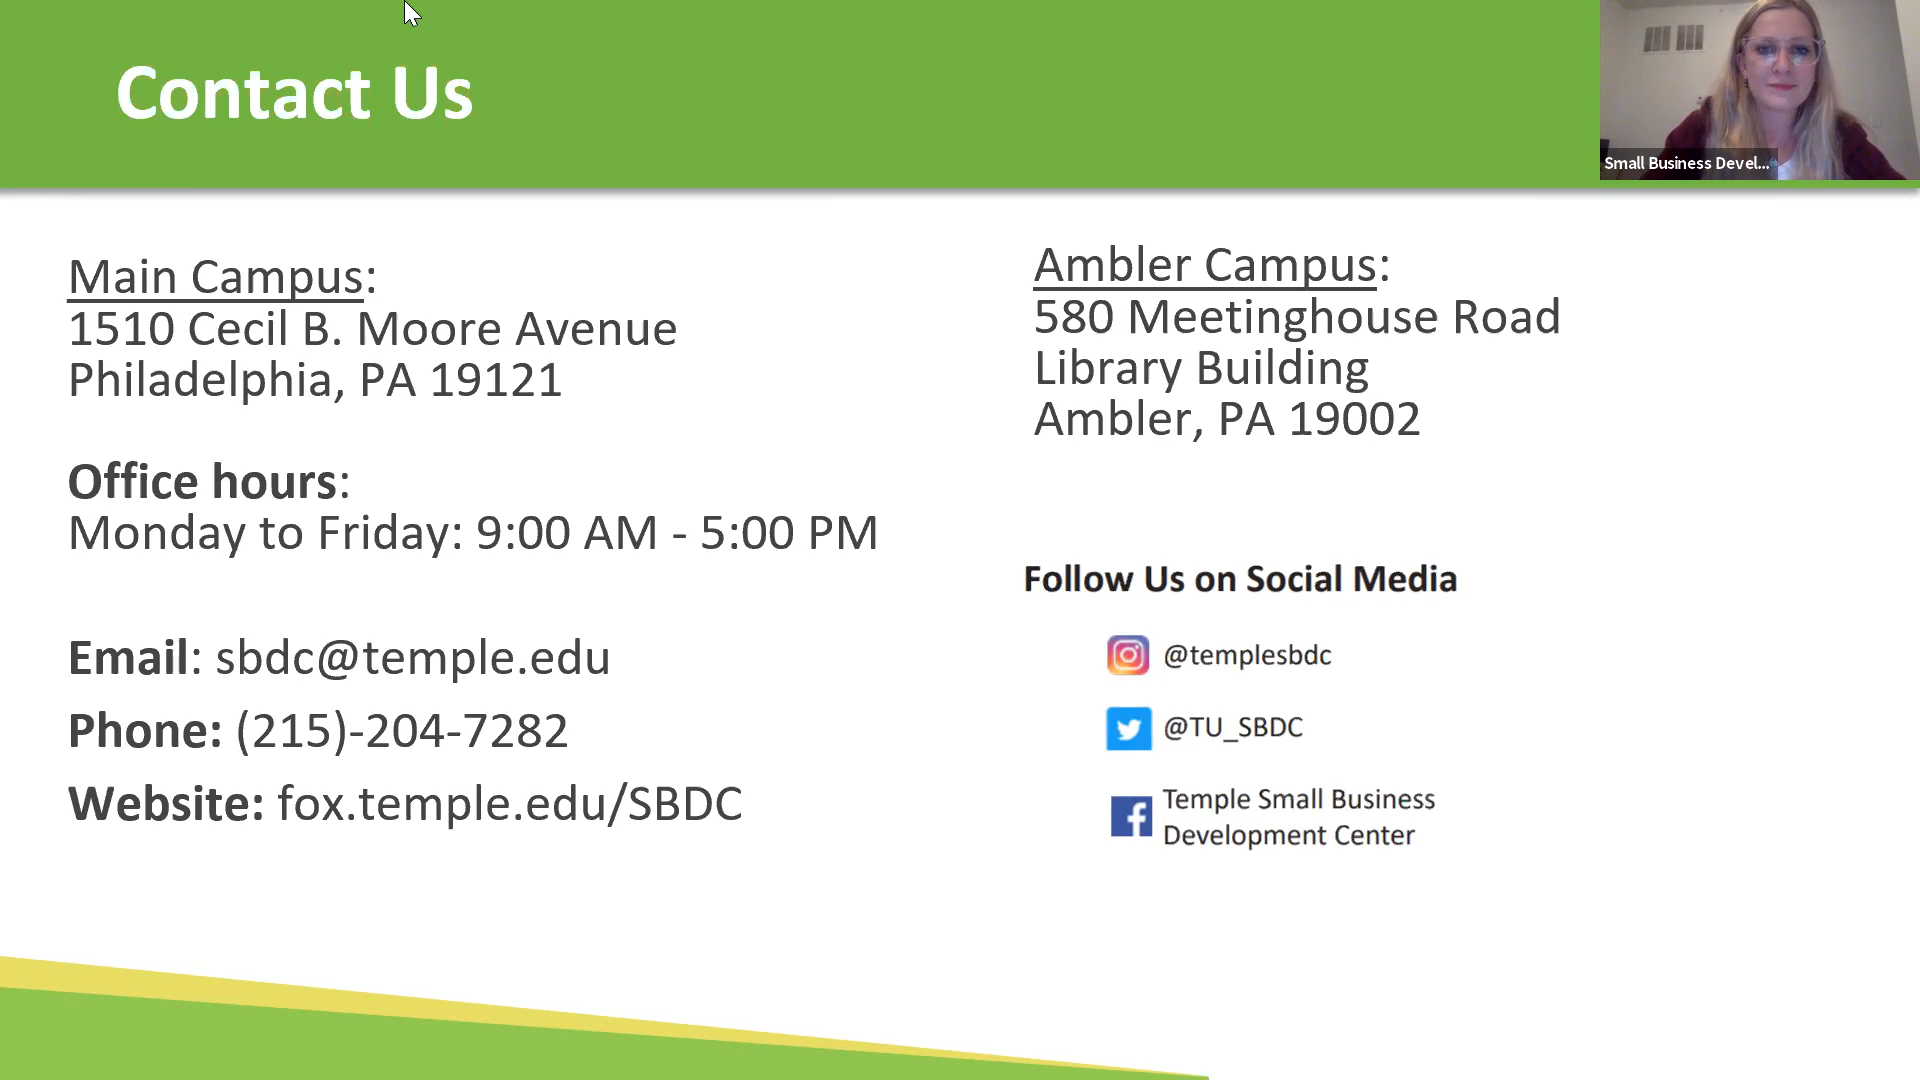 Contact Us
Small Business Devel...
Main Campus:
1510 Cecil B. Moore Avenue
Philadelphia, PA 19121
Office hours:
Monday to Friday: 9:00 AM - 5:00 PM
Email: sbdc@temple.edu
Phone: (215)-204-7282
Website: fox.temple.edu/SBDC
Ambler Campus:
580 Meetinghouse Road
Library Building
Ambler, PA 19002
Follow Us on Social Media
@templesbdc
@TU_SBDC
Temple Small Business
Development Center